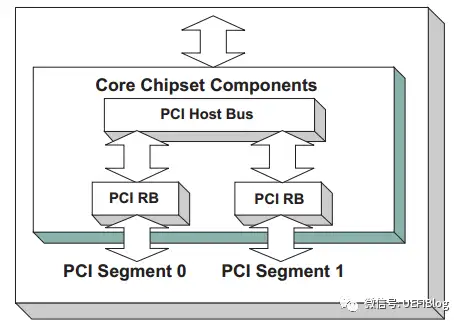 Core Chipset Components
PCI Host Bus
PCI RB PCI RB
PCI Segment 0 PCI Segment 1
微信号: UEFIBlog